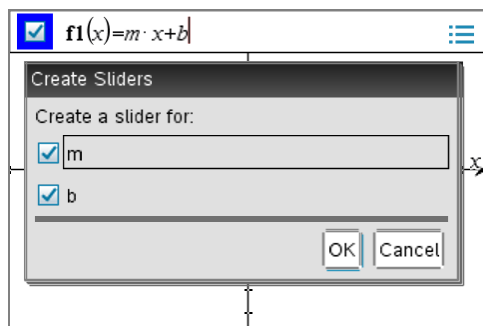 f1(x)=m· x+b
Create Sliders
Create a slider for:
m
x
b
OK Cancel